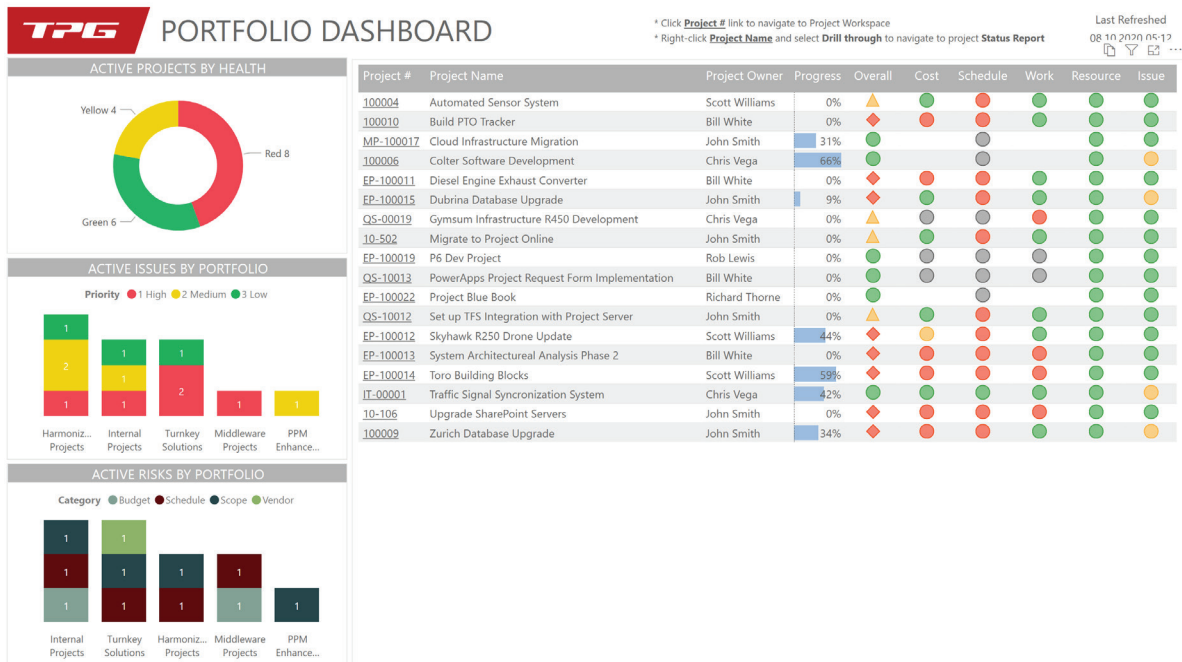 TPG
PORTFOLIO DASHBOARD
* Click Project # link to navigate to Project Workspace
* Right-click Project Name and select Drill through to navigate to project Status Report
Last Refreshed
08.10.2020 05:12
ACTIVE PROJECTS BY HEALTH
Yellow 4
Red 8
Green 6
ACTIVE ISSUES BY PORTFOLIO
Priority 1 High 2 Medium 3 Low
1
2 1 1
1 1 2 1 1
1
Harmoniz... Internal Turnkey Middleware PPM
Projects Projects Solutions Projects Enhance...
ACTIVE RISKS BY PORTFOLIO
Category Budget Schedule Scope Vendor
1 1
1 1 1 1
1 1 1 1 1
Internal Turnkey Harmoniz... Middleware PPM
Projects Solutions Projects Projects Enhance...
Project # Project Name Project Owner Progress Overall Cost Schedule Work Resource Issue
100004 Automated Sensor System Scott Williams 0%
100010 Build PTO Tracker Bill White 0%
MP-100017 Cloud Infrastructure Migration John Smith 31%
100006 Colter Software Development Chris Vega 66%
EP-100011 Diesel Engine Exhaust Converter Bill White 0%
EP-100015 Dubrina Database Upgrade John Smith 9%
QS-00019 Gymsum Infrastructure R450 Development Chris Vega 0%
10-502 Migrate to Project Online John Smith 0%
EP-100019 P6 Dev Project Rob Lewis 0%
QS-10013 PowerApps Project Request Form Implementation Bill White 0%
EP-100022 Project Blue Book Richard Thorne 0%
QS-10012 Set up TFS Integration with Project Server John Smith 0%
EP-100012 Skyhawk R250 Drone Update Scott Williams 44%
EP-100013 System Architectureal Analysis Phase 2 Bill White 0%
EP-100014 Toro Building Blocks Scott Williams 59%
IT-00001 Traffic Signal Syncronization System Chris Vega 42%
10-106 Upgrade SharePoint Servers John Smith 0%
100009 Zurich Database Upgrade John Smith 34%